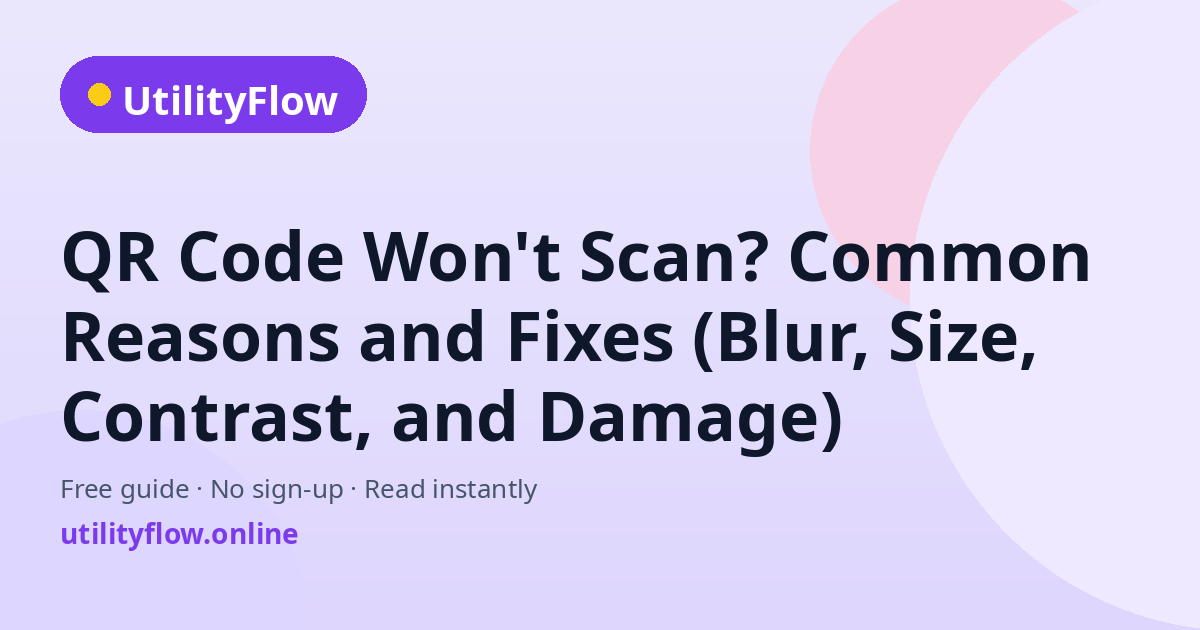 UtilityFlow
QR Code Won't Scan? Common
Reasons and Fixes (Blur, Size,
Contrast, and Damage)
Free guide · No sign-up · Read instantly
utilityflow.online